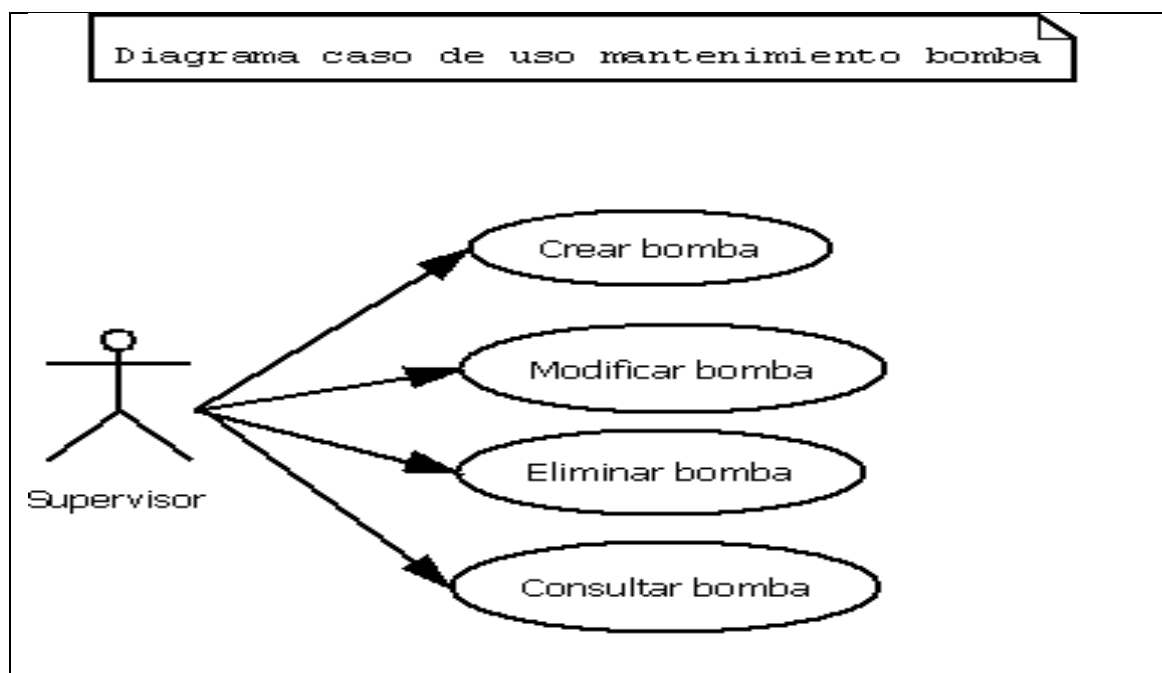 Diagrama caso de uso mantenimiento bomba
Crear bomba
Modificar bomba
Eliminar bomba
Supervisor
Consultar bomba